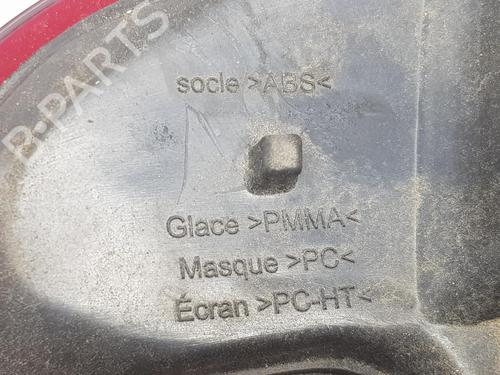 B-PARTS
socle >ABS<
Glace >PMMA<
Masque >PC<
Écran >PC-HT<